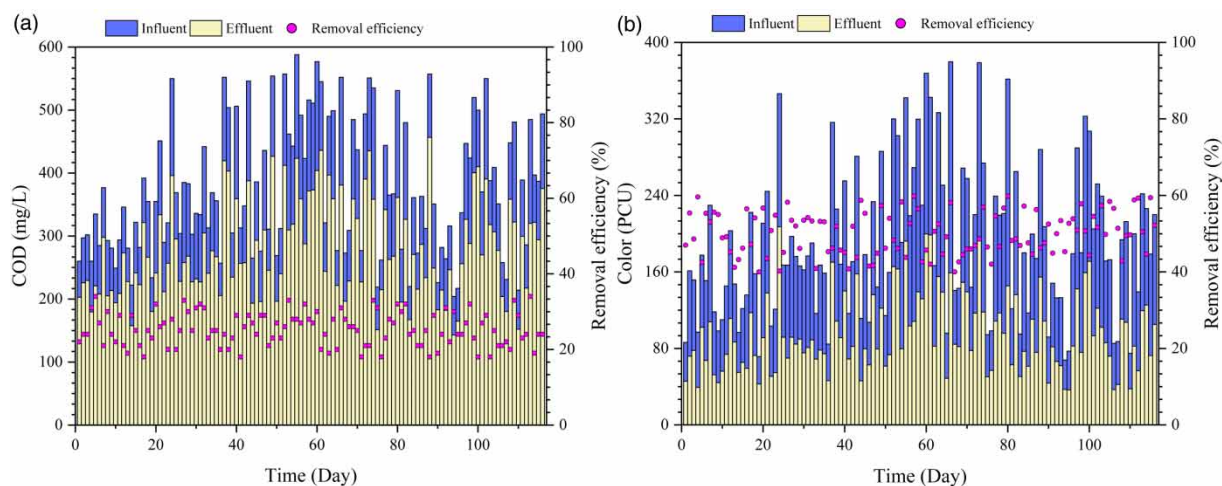 (a)
Influent Effluent Removal efficiency
600
500
400
300
200
100
0
COD (mg/L)
100
80
60
40
20
0
Removal efficiency (%)
0 20 40 60 80 100
Time (Day)
(b)
Influent Effluent Removal efficiency
400
320
240
160
80
0
Color (PCU)
100
80
60
40
20
0
Removal efficiency (%)
0 20 40 60 80 100
Time (Day)